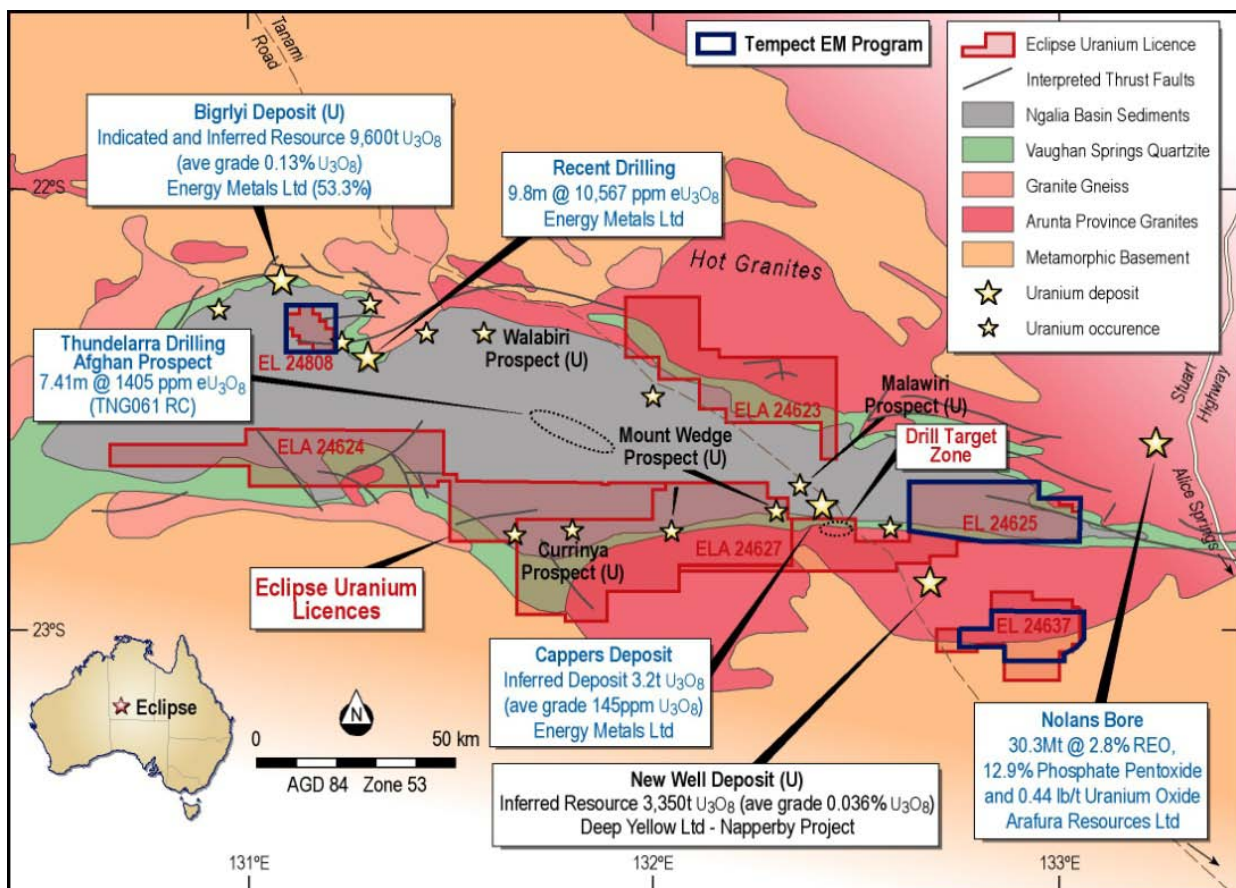 Tanami
Road
Tempect EM Program
Eclipse Uranium Licence
Interpreted Thrust Faults
Ngalia Basin Sediments
Vaughan Springs Quartzite
Granite Gneiss
Arunta Province Granites
Metamorphic Basement
Uranium deposit
Uranium occurence
Bigrlyi Deposit (U)
Indicated and Inferred Resource 9,600t U₃O₈
(ave grade 0.13% U₃O₈)
Energy Metals Ltd (53.3%)
Recent Drilling
9.8m @ 10,567 ppm eU₃O₈
Energy Metals Ltd
22ºS
Hot Granites
Thundelarra Drilling
Afghan Prospect
7.41m @ 1405 ppm eU₃O₈
(TNG061 RC)
EL 24808
Walabiri
Prospect (U)
ELA 24623
Malawiri
Prospect (U)
Stuart
Highway
ELA 24624
Mount Wedge
Prospect (U)
Drill Target
Zone
Alice Springs
EL 24625
Currinya
Prospect (U)
ELA 24627
Eclipse Uranium
Licences
23ºS
EL 24637
Cappers Deposit
Inferred Deposit 3.2t U₃O₈
(ave grade 145ppm U₃O₈)
Energy Metals Ltd
Eclipse
N
0
50 km
AGD 84 Zone 53
New Well Deposit (U)
Inferred Resource 3,350t U₃O₈ (ave grade 0.036% U₃O₈)
Deep Yellow Ltd - Napperby Project
Nolans Bore
30.3Mt @ 2.8% REO,
12.9% Phosphate Pentoxide
and 0.44 lb/t Uranium Oxide
Arafura Resources Ltd
131ºE
132ºE
133ºE